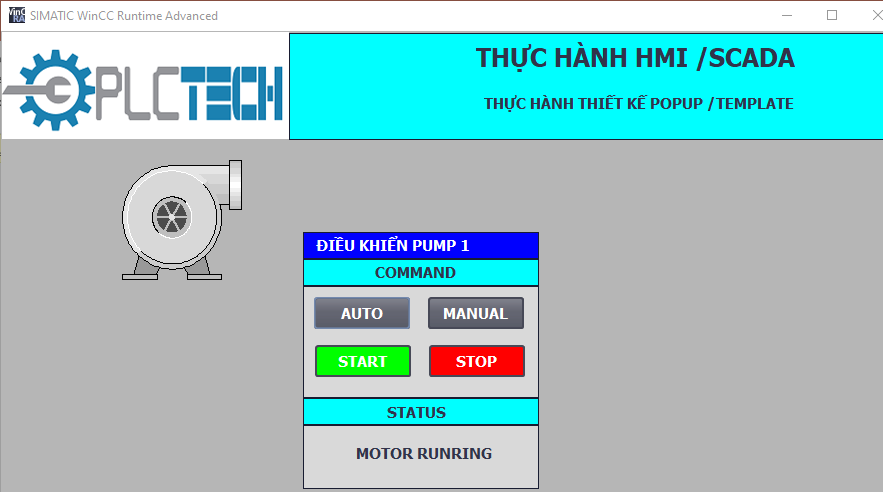 SIMATIC WinCC Runtime Advanced
PLCTECH
THỰC HÀNH HMI /SCADA
THỰC HÀNH THIẾT KẾ POPUP /TEMPLATE
ĐIỀU KHIỂN PUMP 1
COMMAND
AUTO MANUAL
START STOP
STATUS
MOTOR RUNRING